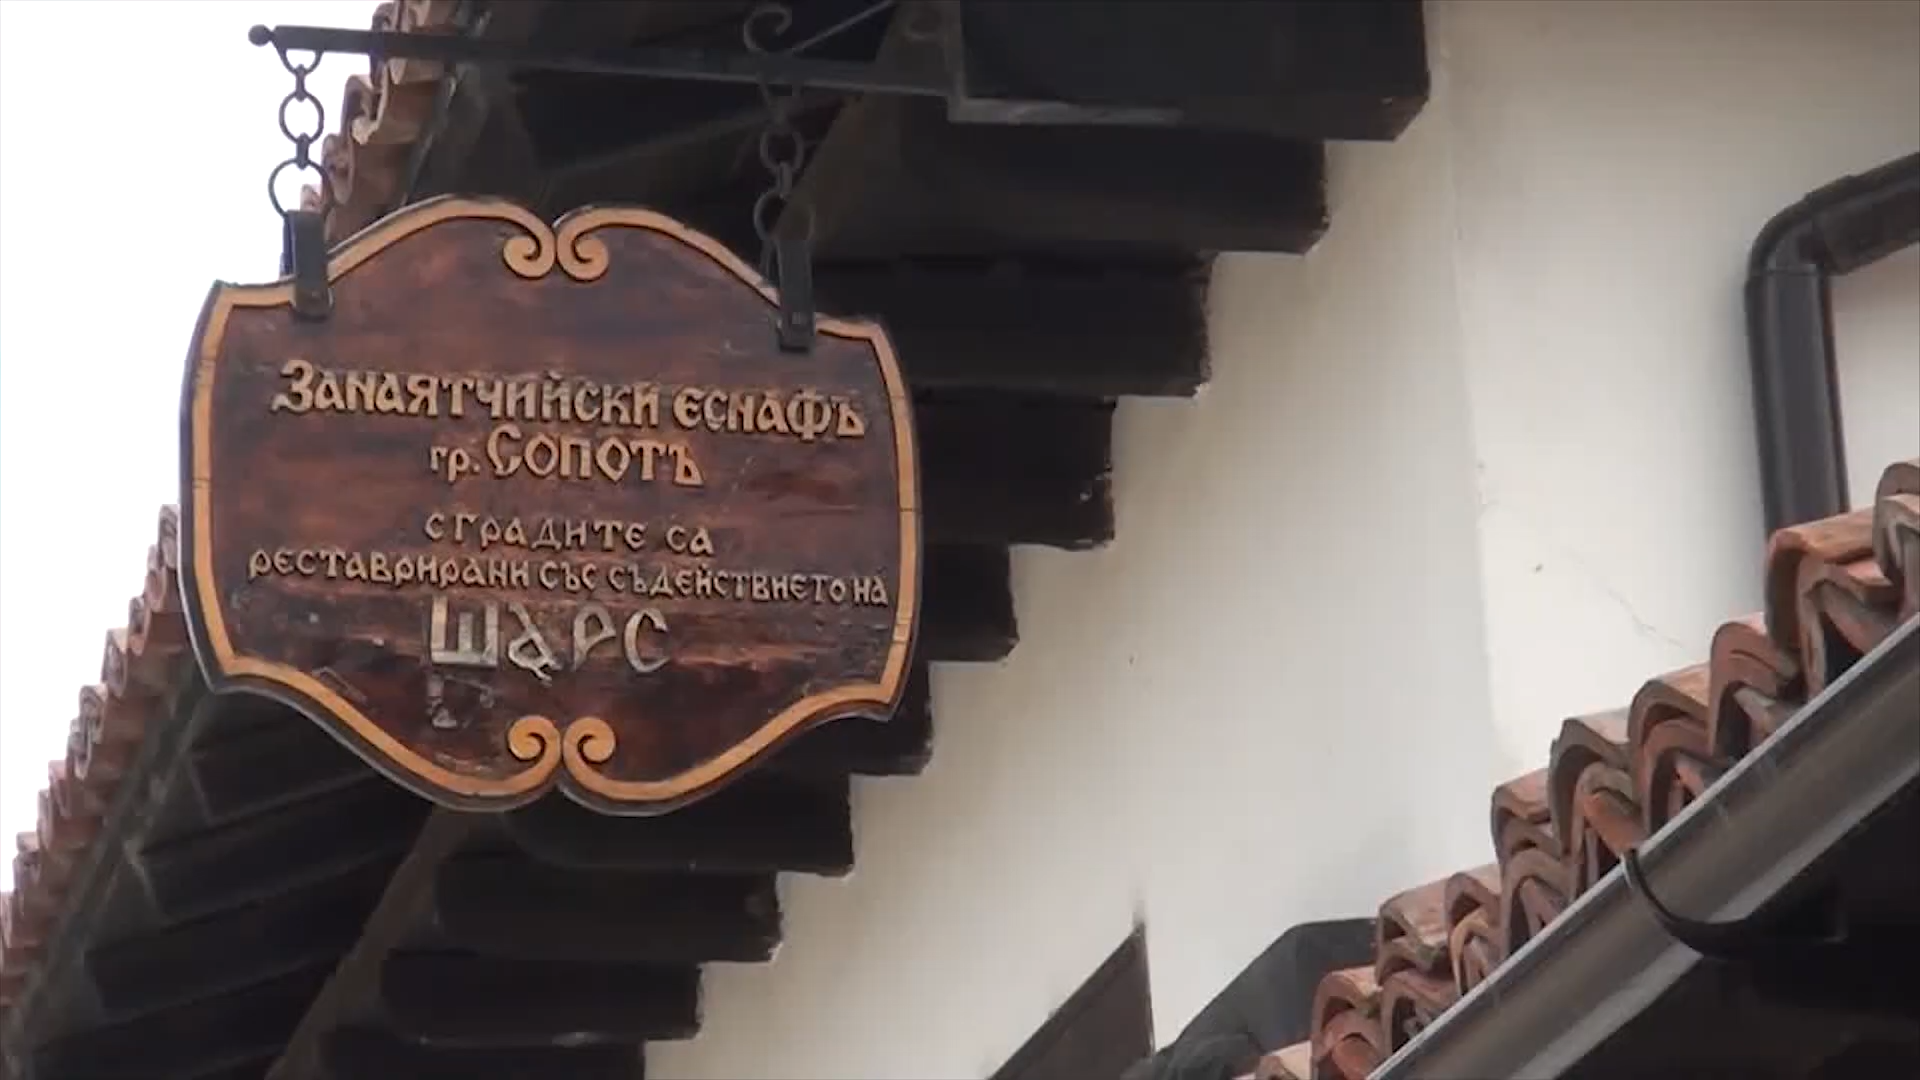 Занаятчийски еснафъ
гр. Сопотъ
сградите са
реставрирани със съдействието на
ШАРС